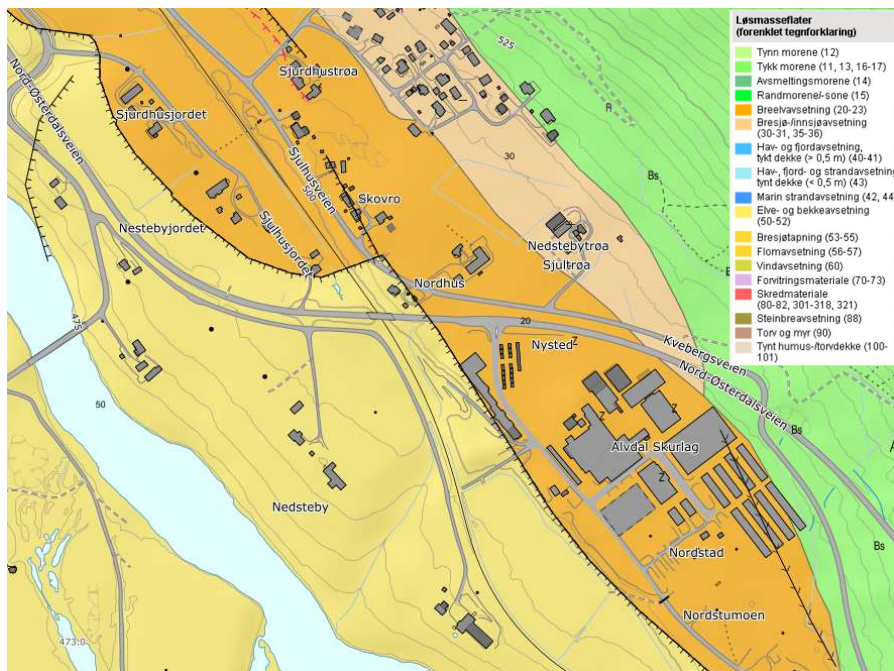 525
Løsmasseflater
(forenklet tegnforklaring)
Tynn morene (12)
Tykk morene (11, 13, 16-17)
Avsmeltingsmorene (14)
Randmorene/-sone (15)
Breelvavsetning (20-23)
Bresjø-/innsjøavsetning
(30-31, 35-36)
Hav- og fjordavsetning,
tykt dekke (> 0,5 m) (40-41)
Hav-, fjord- og strandavsetning
tynt dekke (< 0,5 m) (43)
Marin strandavsetning (42, 44
Elve- og bekkeavsetning
(50-52)
Bresjøtapning (53-55)
Flomavsetning (56-57)
Vindavsetning (60)
Forvitringsmateriale (70-73)
Skredmateriale
(80-82, 301-318, 321)
Steinbreavsetning (88)
Torv og myr (90)
Tynt humus-/torvdekke (100-
101)
Nord-Østerdalsveien
Sjurdhustrøa
Sjurdhusjordet
R
30
Bs
Sjulhusveien
500
Skovro
Nestebyjordet
Sjulhusjordet
Nedstebytrøa
Sjultrøa
Nordhus
475
20
Nysted
Z
Kvebergsveien
Nord-Østerdalsveien
50
Z
Z
Bs
Alvdal Skurlag
Z
Nedsteby
Bs
Nordstad
Nordstumoen
473:0